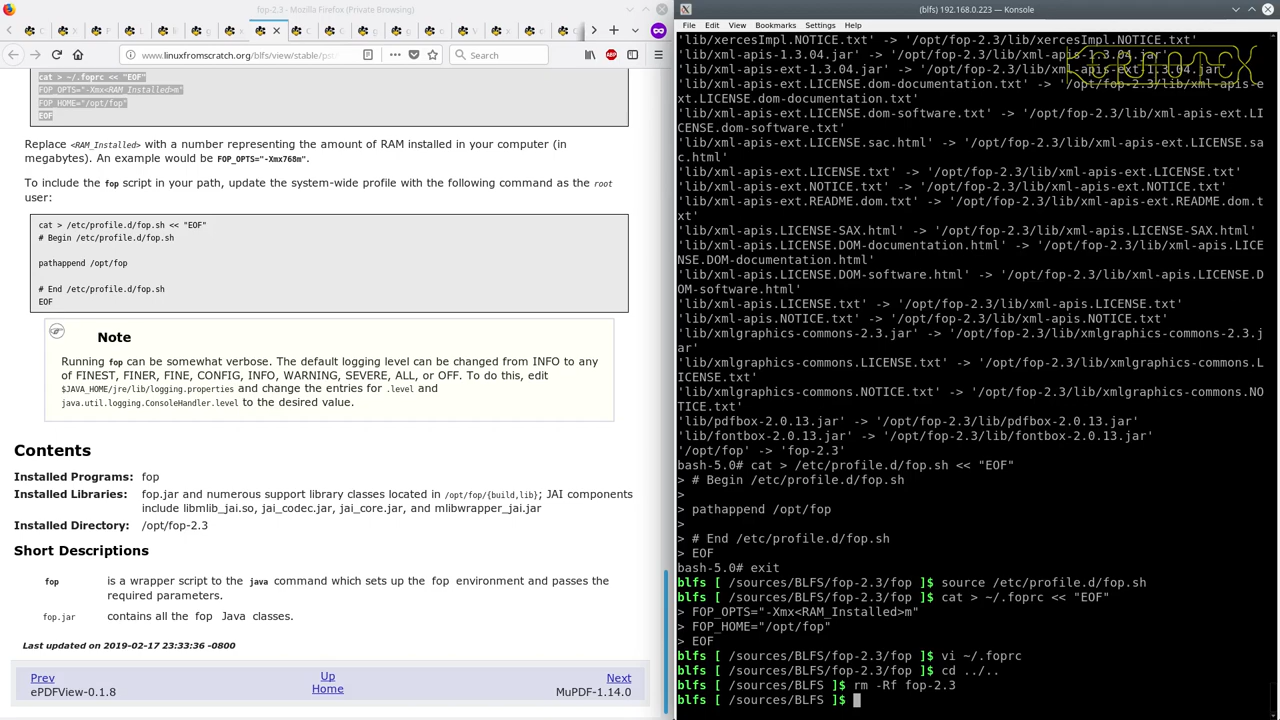 fop-2.3 - Mozilla Firefox (Private Browsing)
www.linuxfromscratch.org/blfs/view/stable/pst
Search
cat > ~/.foprc << "EOF"
FOP_OPTS="-Xmx<RAM_Installed>m"
FOP_HOME="/opt/fop"
EOF
Replace <RAM_Installed> with a number representing the amount of RAM installed in your computer (in
megabytes). An example would be FOP_OPTS="-Xmx768m".
To include the fop script in your path, update the system-wide profile with the following command as the root
user:
cat > /etc/profile.d/fop.sh << "EOF"
# Begin /etc/profile.d/fop.sh
pathappend /opt/fop
# End /etc/profile.d/fop.sh
EOF
Note
Running fop can be somewhat verbose. The default logging level can be changed from INFO to any
of FINEST, FINER, FINE, CONFIG, INFO, WARNING, SEVERE, ALL, or OFF. To do this, edit
$JAVA_HOME/jre/lib/logging.properties and change the entries for .level and
java.util.logging.ConsoleHandler.level to the desired value.
Contents
Installed Programs: fop
Installed Libraries: fop.jar and numerous support library classes located in /opt/fop/{build,lib}; JAI components
include libmlib_jai.so, jai_codec.jar, jai_core.jar, and mlibwrapper_jai.jar
Installed Directory: /opt/fop-2.3
Short Descriptions
fop is a wrapper script to the java command which sets up the fop environment and passes the
required parameters.
fop.jar contains all the fop Java classes.
Last updated on 2019-02-17 23:33:36 -0800
Prev Up Next
ePDFView-0.1.8 Home MuPDF-1.14.0
(blfs) 192.168.0.223 — Konsole
File Edit View Bookmarks Settings Help
'lib/xercesImpl.NOTICE.txt' -> '/opt/fop-2.3/lib/xercesImpl.NOTICE.txt'
'lib/xml-apis-1.3.04.jar' -> '/opt/fop-2.3/lib/xml-apis-1.3.04.jar'
'lib/xml-apis-ext-1.3.04.jar' -> '/opt/fop-2.3/lib/xml-apis-ext-1.3.04.jar'
'lib/xml-apis-ext.LICENSE.dom-documentation.txt' -> '/opt/fop-2.3/lib/xml-apis-e
xt.LICENSE.dom-documentation.txt'
'lib/xml-apis-ext.LICENSE.dom-software.txt' -> '/opt/fop-2.3/lib/xml-apis-ext.LI
CENSE.dom-software.txt'
'lib/xml-apis-ext.LICENSE.sac.html' -> '/opt/fop-2.3/lib/xml-apis-ext.LICENSE.sa
c.html'
'lib/xml-apis-ext.LICENSE.txt' -> '/opt/fop-2.3/lib/xml-apis-ext.LICENSE.txt'
'lib/xml-apis-ext.NOTICE.txt' -> '/opt/fop-2.3/lib/xml-apis-ext.NOTICE.txt'
'lib/xml-apis-ext.README.dom.txt' -> '/opt/fop-2.3/lib/xml-apis-ext.README.dom.t
xt'
'lib/xml-apis.LICENSE-SAX.html' -> '/opt/fop-2.3/lib/xml-apis.LICENSE-SAX.html'
'lib/xml-apis.LICENSE.DOM-documentation.html' -> '/opt/fop-2.3/lib/xml-apis.LICE
NSE.DOM-documentation.html'
'lib/xml-apis.LICENSE.DOM-software.html' -> '/opt/fop-2.3/lib/xml-apis.LICENSE.D
OM-software.html'
'lib/xml-apis.LICENSE.txt' -> '/opt/fop-2.3/lib/xml-apis.LICENSE.txt'
'lib/xml-apis.NOTICE.txt' -> '/opt/fop-2.3/lib/xml-apis.NOTICE.txt'
'lib/xmlgraphics-commons-2.3.jar' -> '/opt/fop-2.3/lib/xmlgraphics-commons-2.3.j
ar'
'lib/xmlgraphics-commons.LICENSE.txt' -> '/opt/fop-2.3/lib/xmlgraphics-commons.L
ICENSE.txt'
'lib/xmlgraphics-commons.NOTICE.txt' -> '/opt/fop-2.3/lib/xmlgraphics-commons.NO
TICE.txt'
'lib/pdfbox-2.0.13.jar' -> '/opt/fop-2.3/lib/pdfbox-2.0.13.jar'
'lib/fontbox-2.0.13.jar' -> '/opt/fop-2.3/lib/fontbox-2.0.13.jar'
'/opt/fop' -> 'fop-2.3'
bash-5.0# cat > /etc/profile.d/fop.sh << "EOF"
> # Begin /etc/profile.d/fop.sh
>
> pathappend /opt/fop
>
> # End /etc/profile.d/fop.sh
> EOF
bash-5.0# exit
blfs [ /sources/BLFS/fop-2.3/fop ]$ source /etc/profile.d/fop.sh
blfs [ /sources/BLFS/fop-2.3/fop ]$ cat > ~/.foprc << "EOF"
> FOP_OPTS="-Xmx<RAM_Installed>m"
> FOP_HOME="/opt/fop"
> EOF
blfs [ /sources/BLFS/fop-2.3/fop ]$ vi ~/.foprc
blfs [ /sources/BLFS/fop-2.3/fop ]$ cd ../..
blfs [ /sources/BLFS ]$ rm -Rf fop-2.3
blfs [ /sources/BLFS ]$